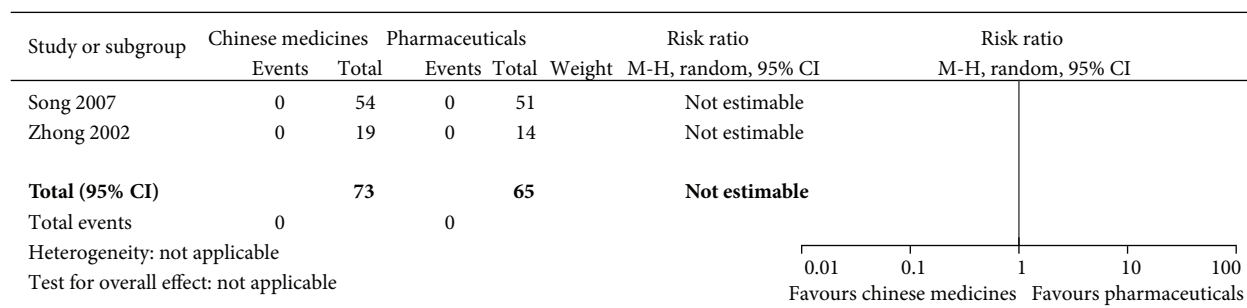 Study or subgroup Chinese medicines Pharmaceuticals Risk ratio Risk ratio
Events Total Events Total Weight M-H, random, 95% CI M-H, random, 95% CI
Song 2007 0 54 0 51 Not estimable
Zhong 2002 0 19 0 14 Not estimable
Total (95% CI) 73 65 Not estimable
Total events 0 0
Heterogeneity: not applicable
Test for overall effect: not applicable
0.01 0.1 1 10 100
Favours chinese medicines Favours pharmaceuticals